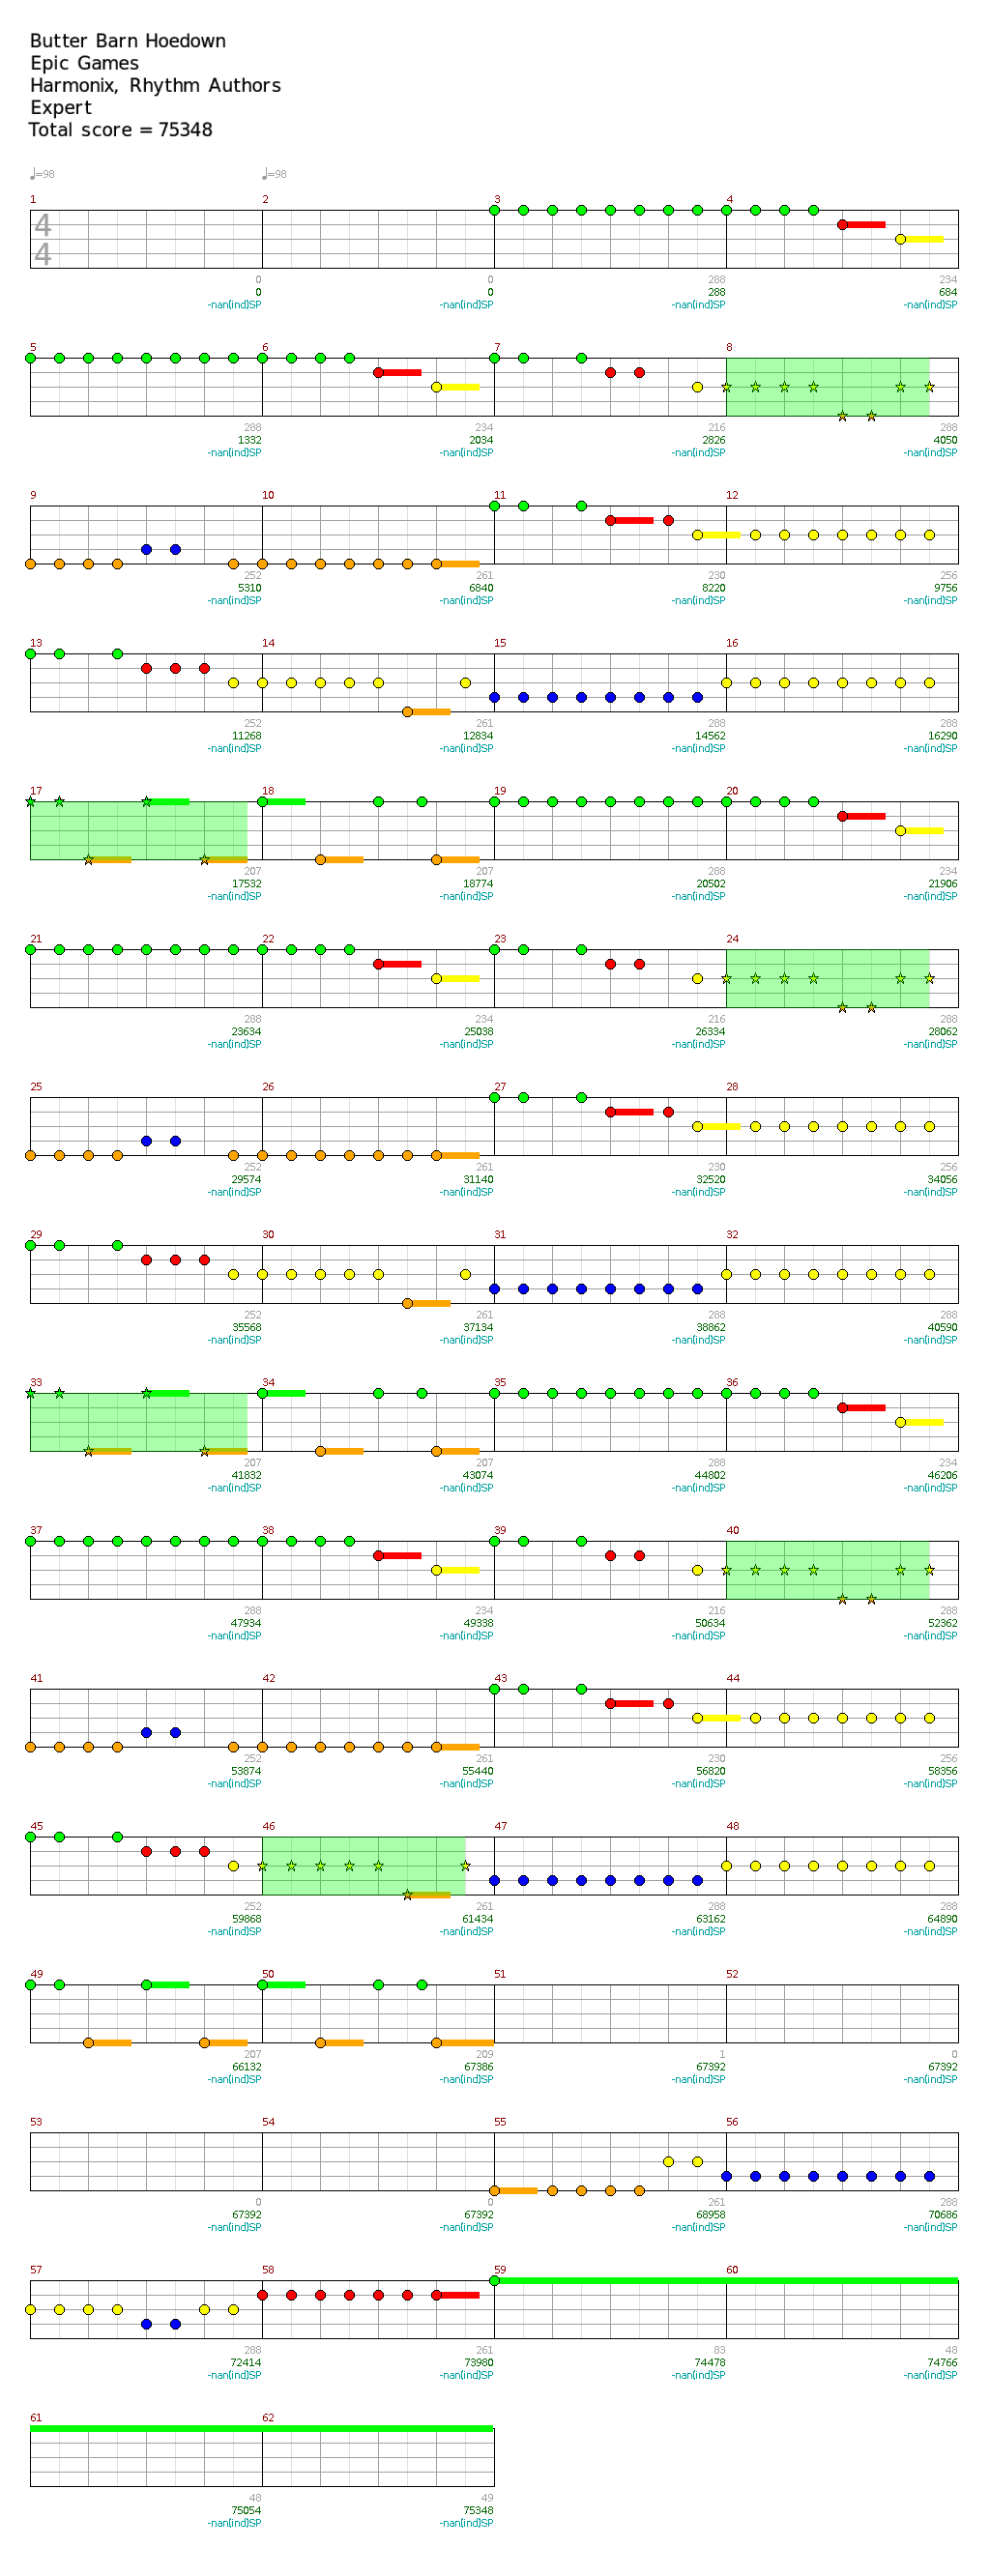 Butter Barn Hoedown
Epic Games
Harmonix, Rhythm Authors
Expert
Total score = 75348
♩=98 ♩=98
1 2 3 4
4
4
0 0 288 234
0 0 288 684
-nan(ind)SP -nan(ind)SP -nan(ind)SP -nan(ind)SP
5 6 7 8
288 234 216 288
1332 2034 2826 4050
-nan(ind)SP -nan(ind)SP -nan(ind)SP -nan(ind)SP
9 10 11 12
252 261 230 256
5310 6840 8220 9756
-nan(ind)SP -nan(ind)SP -nan(ind)SP -nan(ind)SP
13 14 15 16
252 261 288 288
11268 12834 14562 16290
-nan(ind)SP -nan(ind)SP -nan(ind)SP -nan(ind)SP
17 18 19 20
207 207 288 234
17532 18774 20502 21906
-nan(ind)SP -nan(ind)SP -nan(ind)SP -nan(ind)SP
21 22 23 24
288 234 216 288
23634 25038 26334 28062
-nan(ind)SP -nan(ind)SP -nan(ind)SP -nan(ind)SP
25 26 27 28
252 261 230 256
29574 31140 32520 34056
-nan(ind)SP -nan(ind)SP -nan(ind)SP -nan(ind)SP
29 30 31 32
252 261 288 288
35568 37134 38862 40590
-nan(ind)SP -nan(ind)SP -nan(ind)SP -nan(ind)SP
33 34 35 36
207 207 288 234
41832 43074 44802 46206
-nan(ind)SP -nan(ind)SP -nan(ind)SP -nan(ind)SP
37 38 39 40
288 234 216 288
47934 49338 50634 52362
-nan(ind)SP -nan(ind)SP -nan(ind)SP -nan(ind)SP
41 42 43 44
252 261 230 256
53874 55440 56820 58356
-nan(ind)SP -nan(ind)SP -nan(ind)SP -nan(ind)SP
45 46 47 48
252 261 288 288
59868 61434 63162 64890
-nan(ind)SP -nan(ind)SP -nan(ind)SP -nan(ind)SP
49 50 51 52
207 209 1 0
66132 67386 67392 67392
-nan(ind)SP -nan(ind)SP -nan(ind)SP -nan(ind)SP
53 54 55 56
0 0 261 288
67392 67392 68958 70686
-nan(ind)SP -nan(ind)SP -nan(ind)SP -nan(ind)SP
57 58 59 60
288 261 83 48
72414 73980 74478 74766
-nan(ind)SP -nan(ind)SP -nan(ind)SP -nan(ind)SP
61 62
48 49
75054 75348
-nan(ind)SP -nan(ind)SP